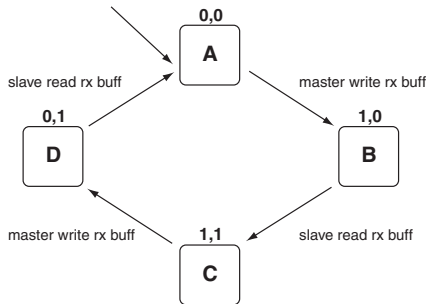 0,0
A
slave read rx buff
master write rx buff
0,1
1,0
D
B
master write rx buff
1,1
slave read rx buff
C